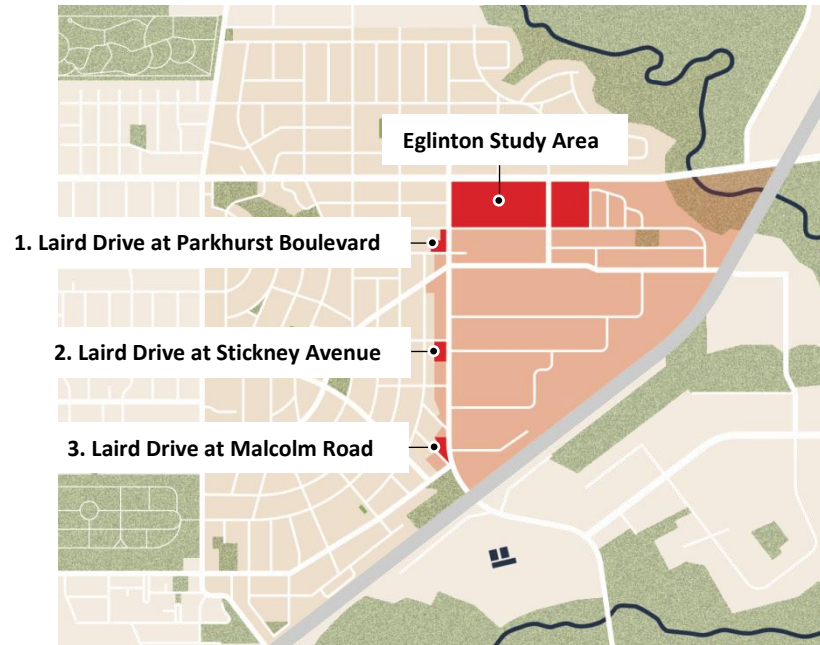 Eglinton Study Area
1. Laird Drive at Parkhurst Boulevard
2. Laird Drive at Stickney Avenue
3. Laird Drive at Malcolm Road